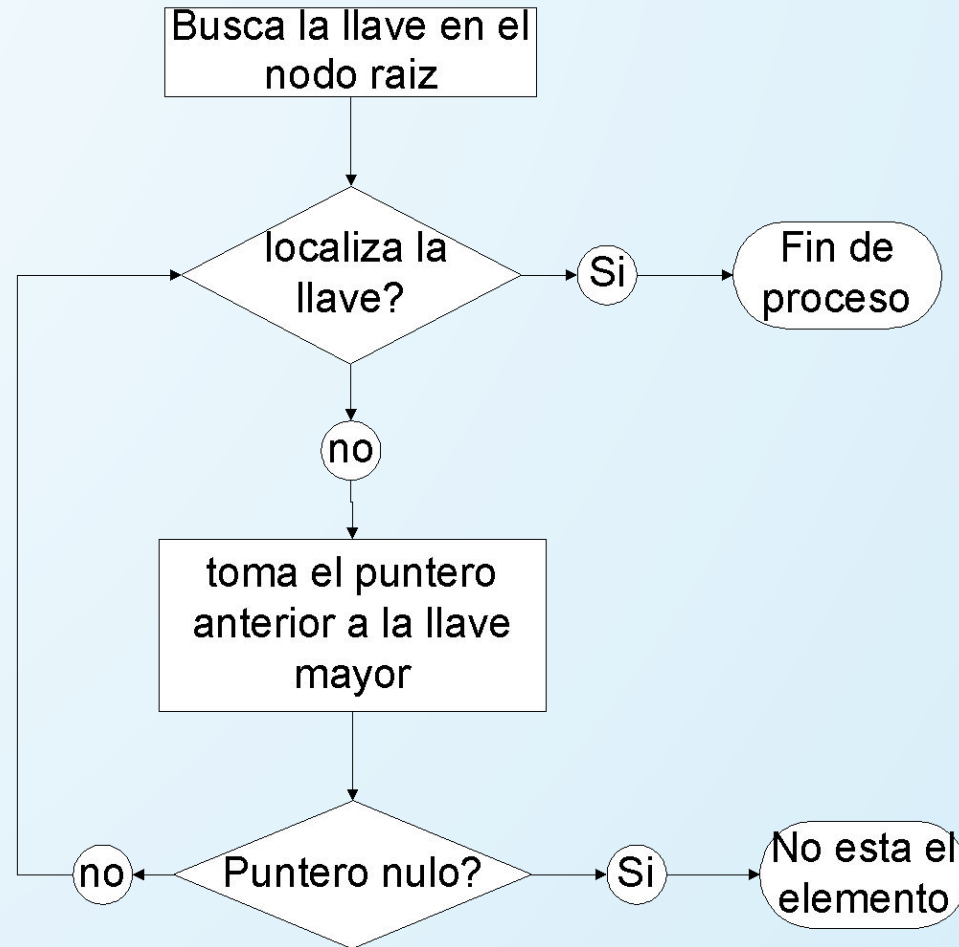 Busca la llave en el
nodo raiz
localiza la
llave?
Si
Fin de
proceso
no
toma el puntero
anterior a la llave
mayor
no
Puntero nulo?
Si
No esta el
elemento